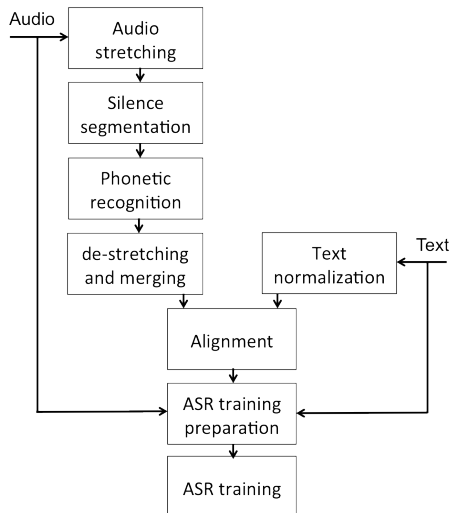 Audio
Audio
stretching
Silence
segmentation
Phonetic
recognition
de-stretching
and merging
Text
Text
normalization
Alignment
ASR training
preparation
ASR training